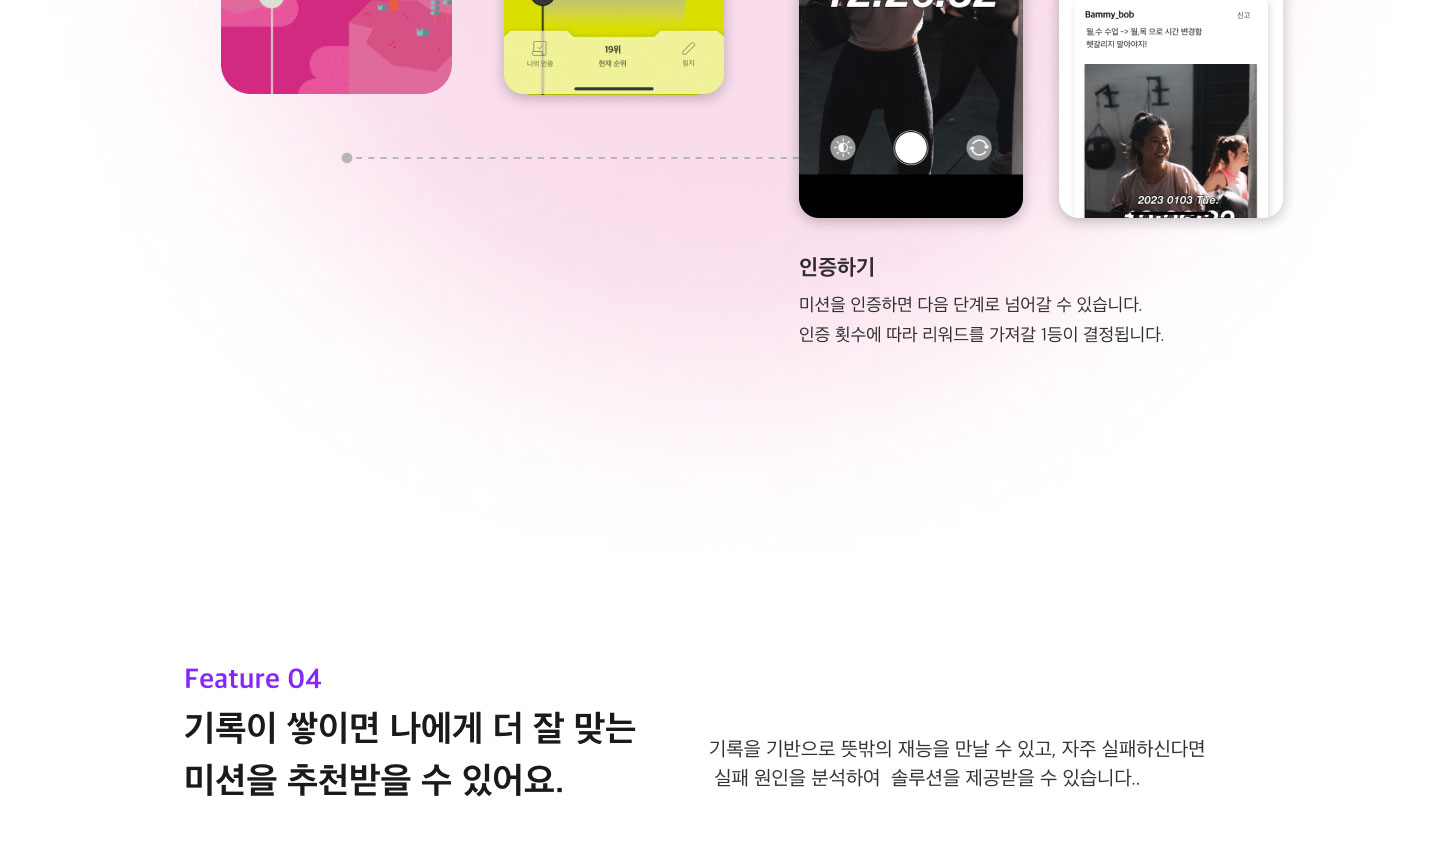 나의 인증
19위
현재 순위
일지
Bammy_bob
신고
월,수 수업 -> 월,목 으로 시간 변경함
헷갈리지 말아야지!
2023 0103 Tue.
인증하기
미션을 인증하면 다음 단계로 넘어갈 수 있습니다.
인증 횟수에 따라 리워드를 가져갈 1등이 결정됩니다.
Feature 04
기록이 쌓이면 나에게 더 잘 맞는
미션을 추천받을 수 있어요.
기록을 기반으로 뜻밖의 재능을 만날 수 있고, 자주 실패하신다면
실패 원인을 분석하여  솔루션을 제공받을 수 있습니다..